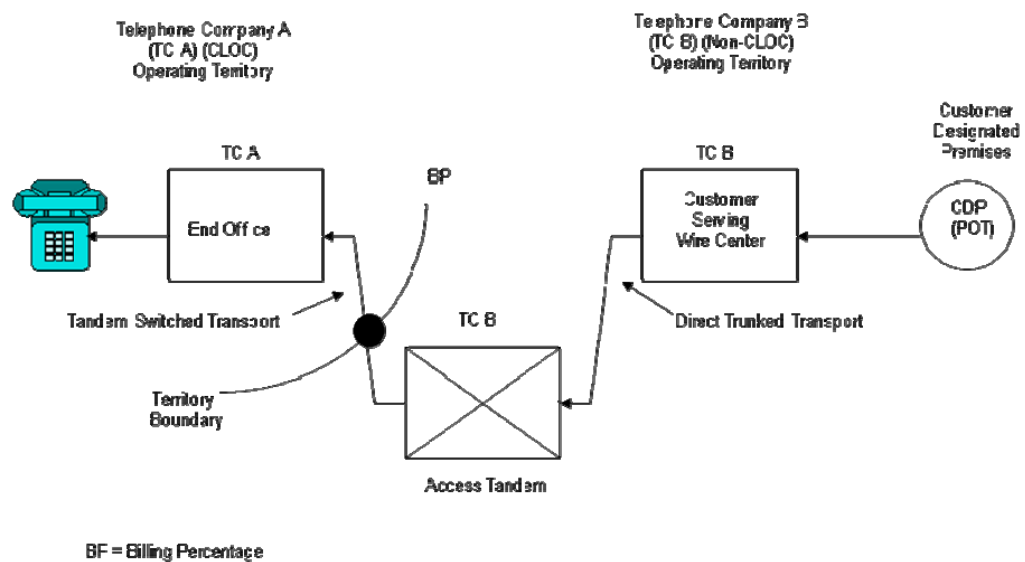 Telephone Company A
(TC A) (CLOC)
Operating Territory
Telephone Company B
(TC B) (Non-CLOC)
Operating Territory
Customer
Designated
Premises
TC A
BP
TC B
End Office
Customer
Serving
Wire Center
CDP
(POT)
Tandem Switched Transport
TC B
Direct Trunked Transport
Territory
Boundary
Access Tandem
BP = Billing Percentage